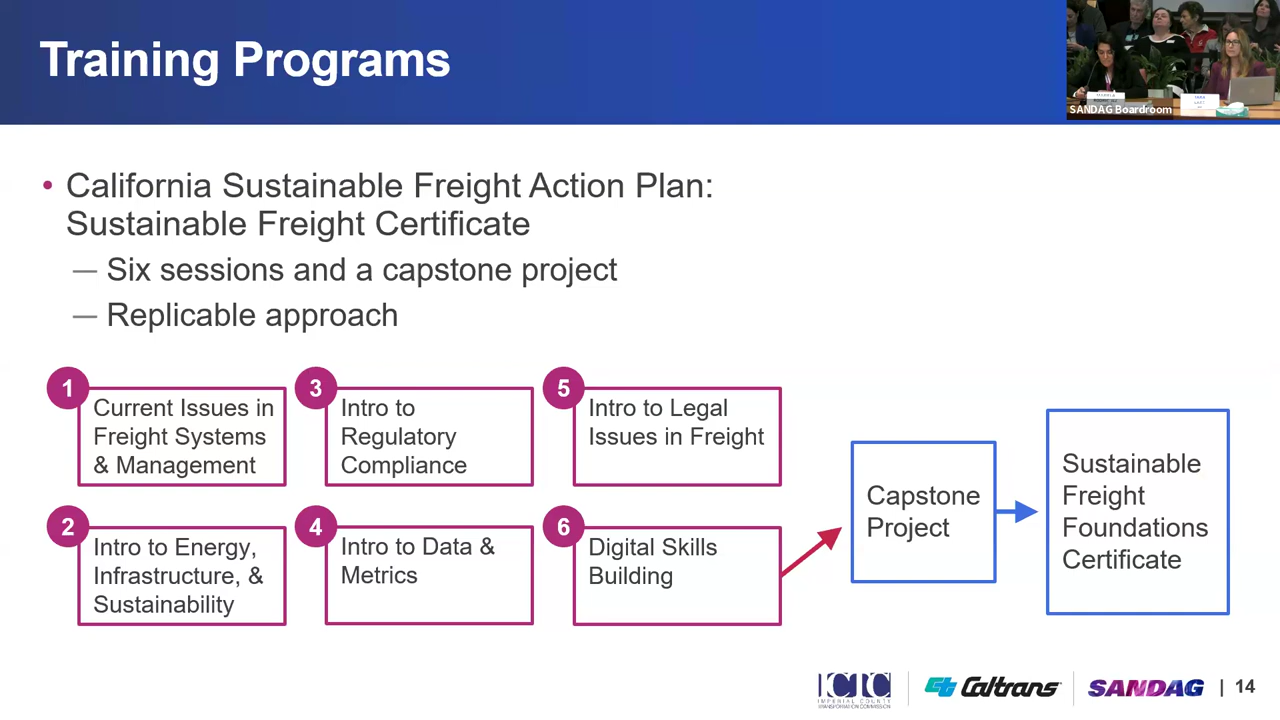 Training Programs
SANDAG Boardroom
• California Sustainable Freight Action Plan:
Sustainable Freight Certificate
— Six sessions and a capstone project
— Replicable approach
1
Current Issues in
Freight Systems
& Management
2
Intro to Energy,
Infrastructure, &
Sustainability
3
Intro to
Regulatory
Compliance
4
Intro to Data &
Metrics
5
Intro to Legal
Issues in Freight
6
Digital Skills
Building
Capstone
Project
Sustainable
Freight
Foundations
Certificate
ICTC
IMPERIAL COUNTY
TRANSPORTATION COMMISSION
Caltrans
SANDAG
| 14